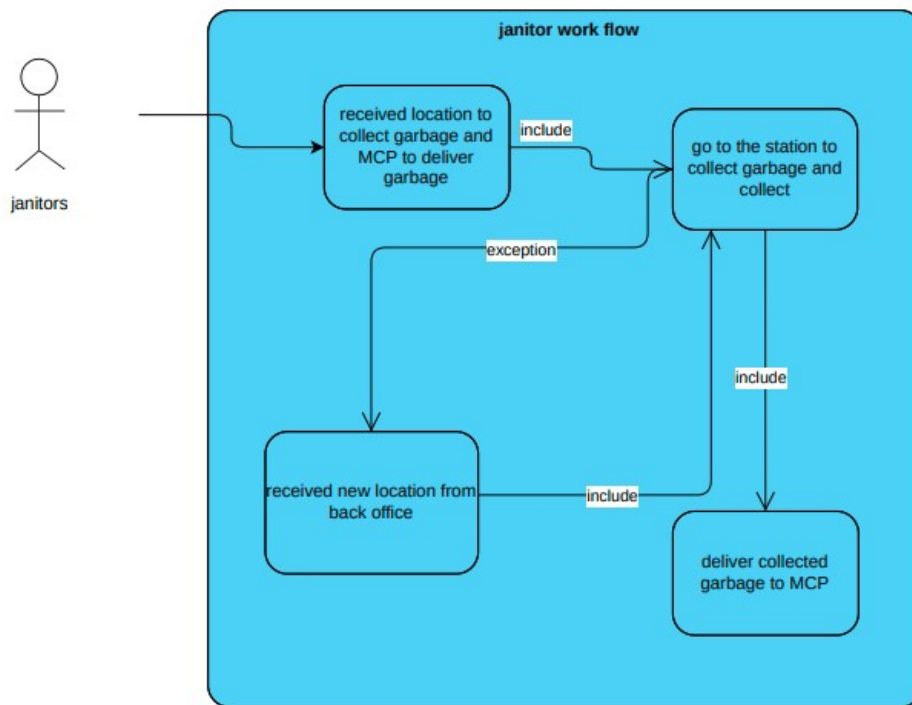 janitor work flow
janitors
received location to
collect garbage and
MCP to deliver
garbage
include
go to the station to
collect garbage and
collect
exception
include
received new location from
back office
include
deliver collected
garbage to MCP